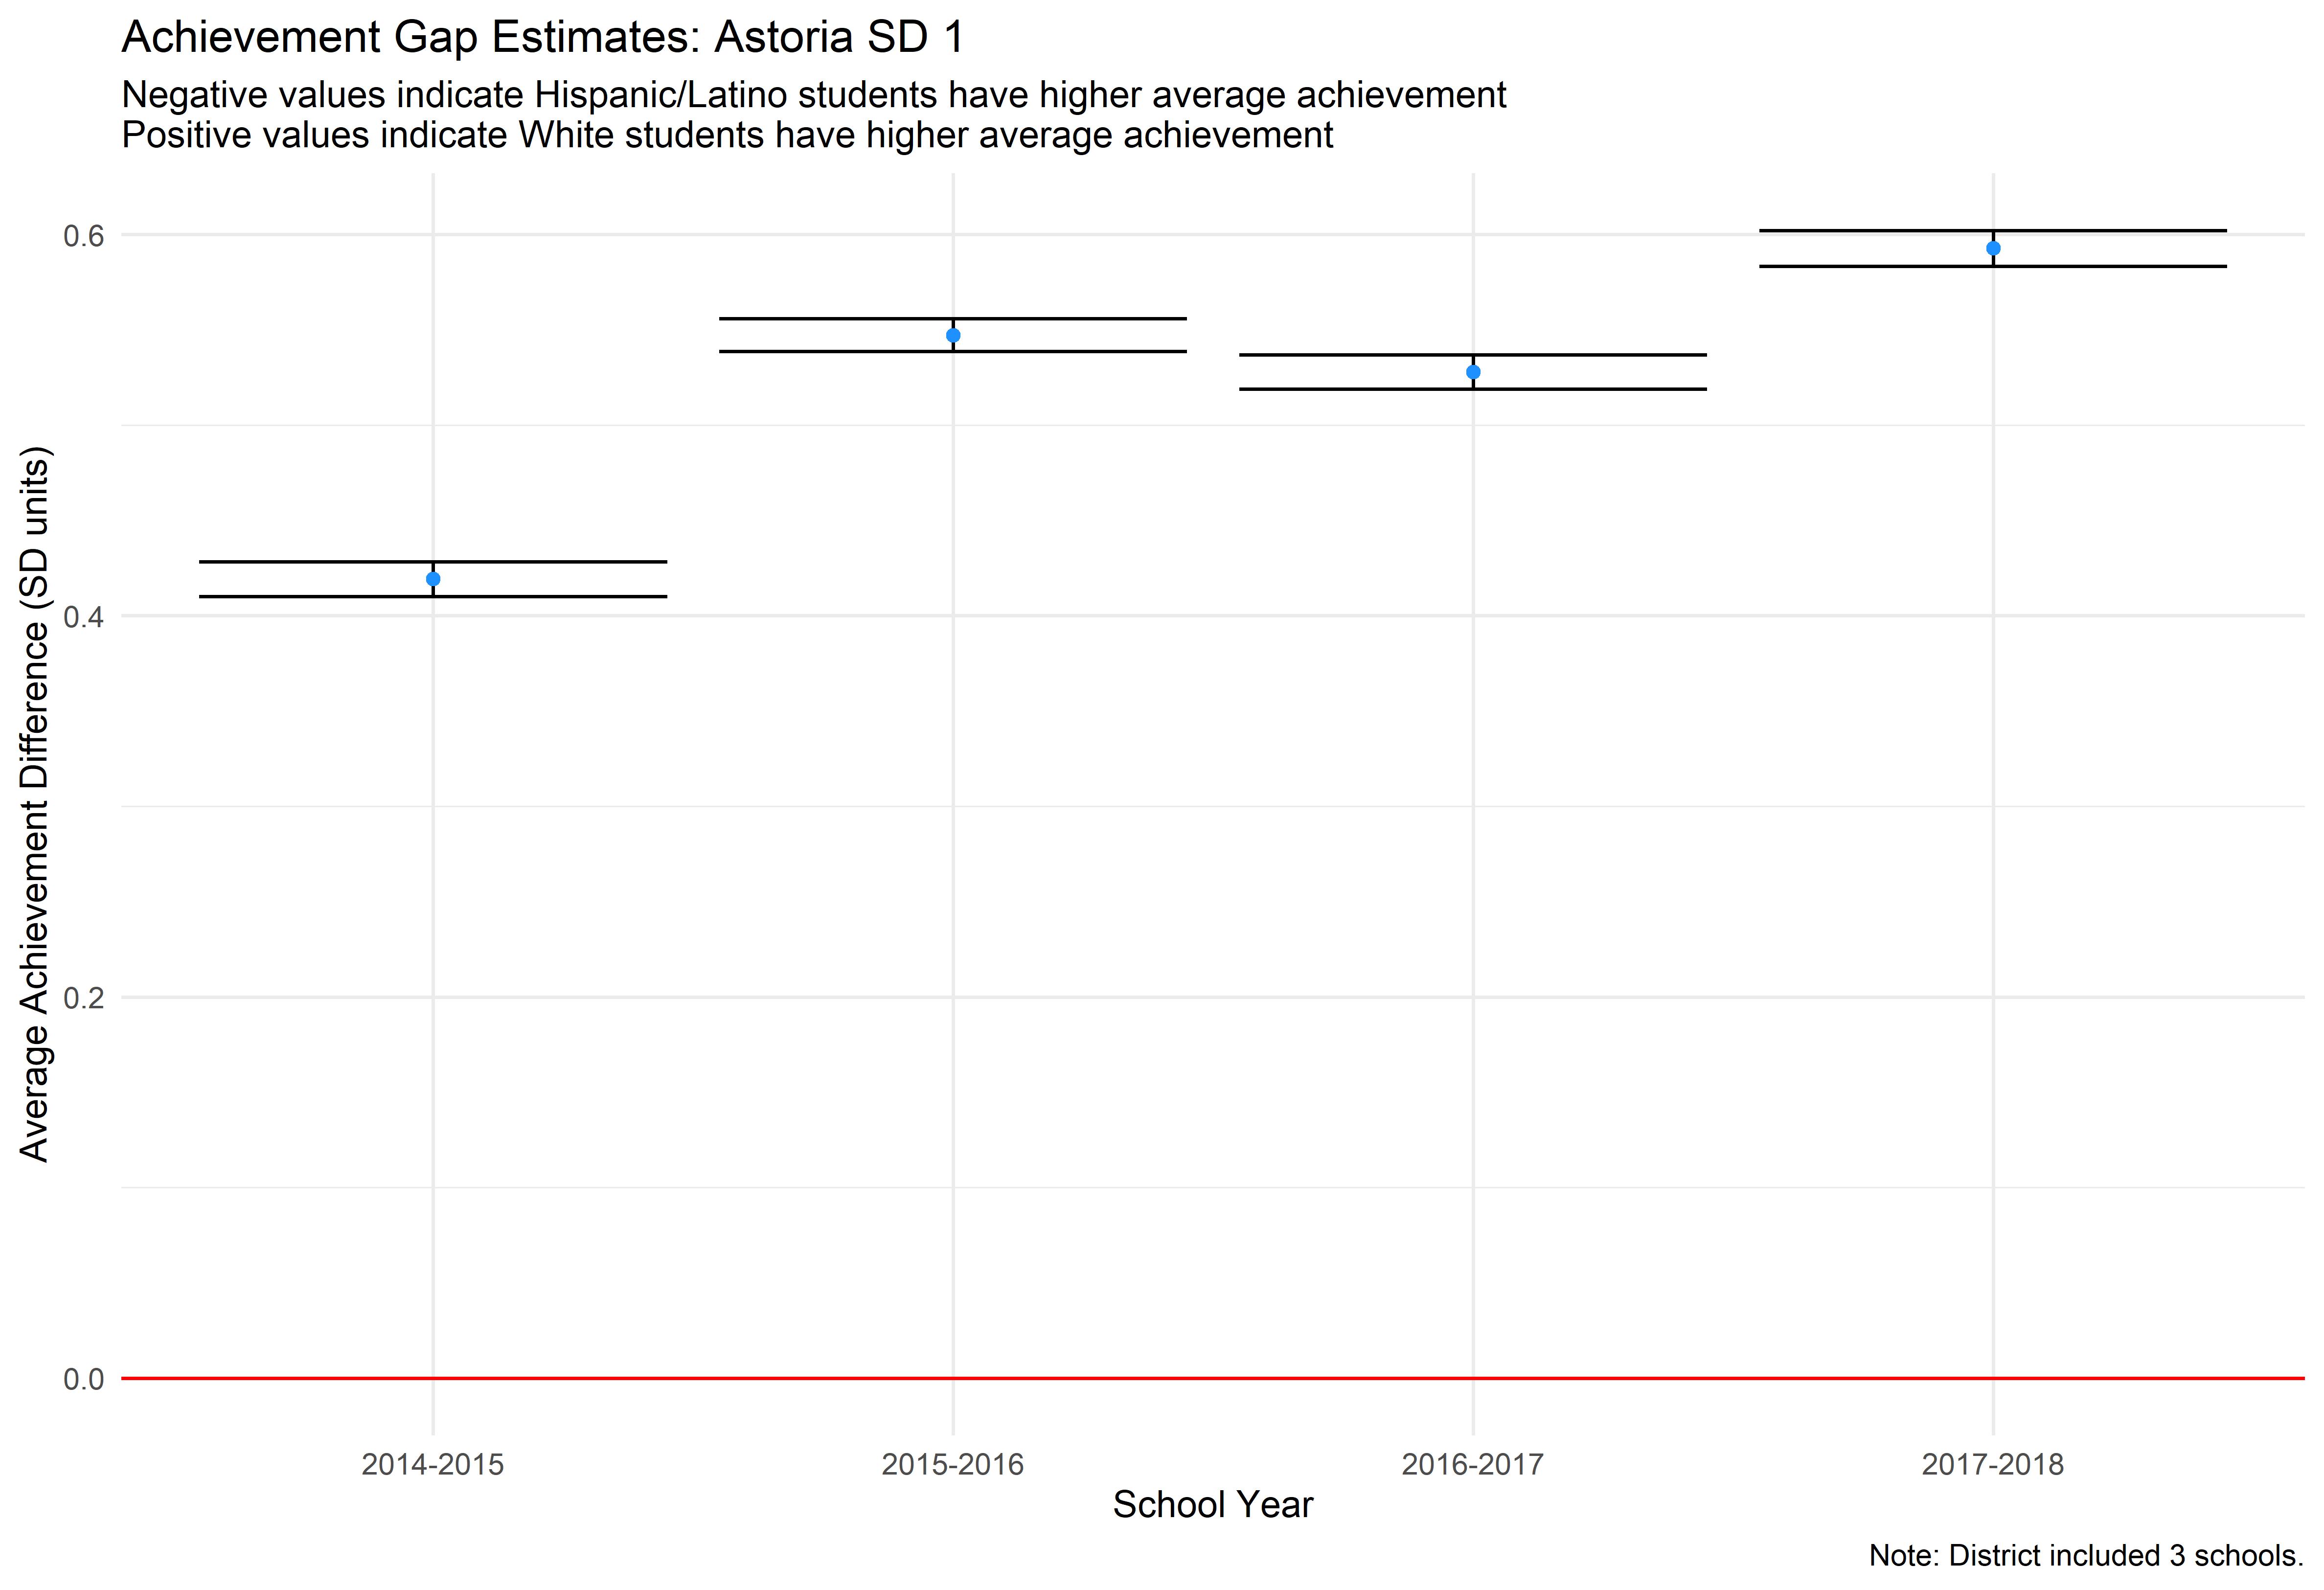 Achievement Gap Estimates: Astoria SD 1
Negative values indicate Hispanic/Latino students have higher average achievement
Positive values indicate White students have higher average achievement
Average Achievement Difference (SD units)
0.6
0.4
0.2
0.0
2014-2015
2015-2016
2016-2017
2017-2018
School Year
Note: District included 3 schools.